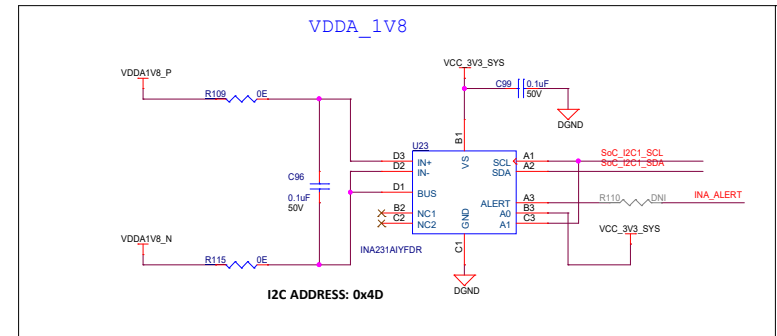 VDDA_1V8
VDDA1V8_P
VCC_3V3_SYS
R109 0E
C99 0.1uF
50V
DGND
U23
B1
D3 IN+
D2 IN-
VS
SCL A1 SoC_I2C1_SCL
SDA A2 SoC_I2C1_SDA
C96
0.1uF
50V
D1 BUS
ALERT A3 R110 DNI INA_ALERT
B2 NC1
A0 B3
C2 NC2
GND
A1 C3
VCC_3V3_SYS
VDDA1V8_N
C1
INA231AIYFDR
R115 0E
DGND
I2C ADDRESS: 0x4D